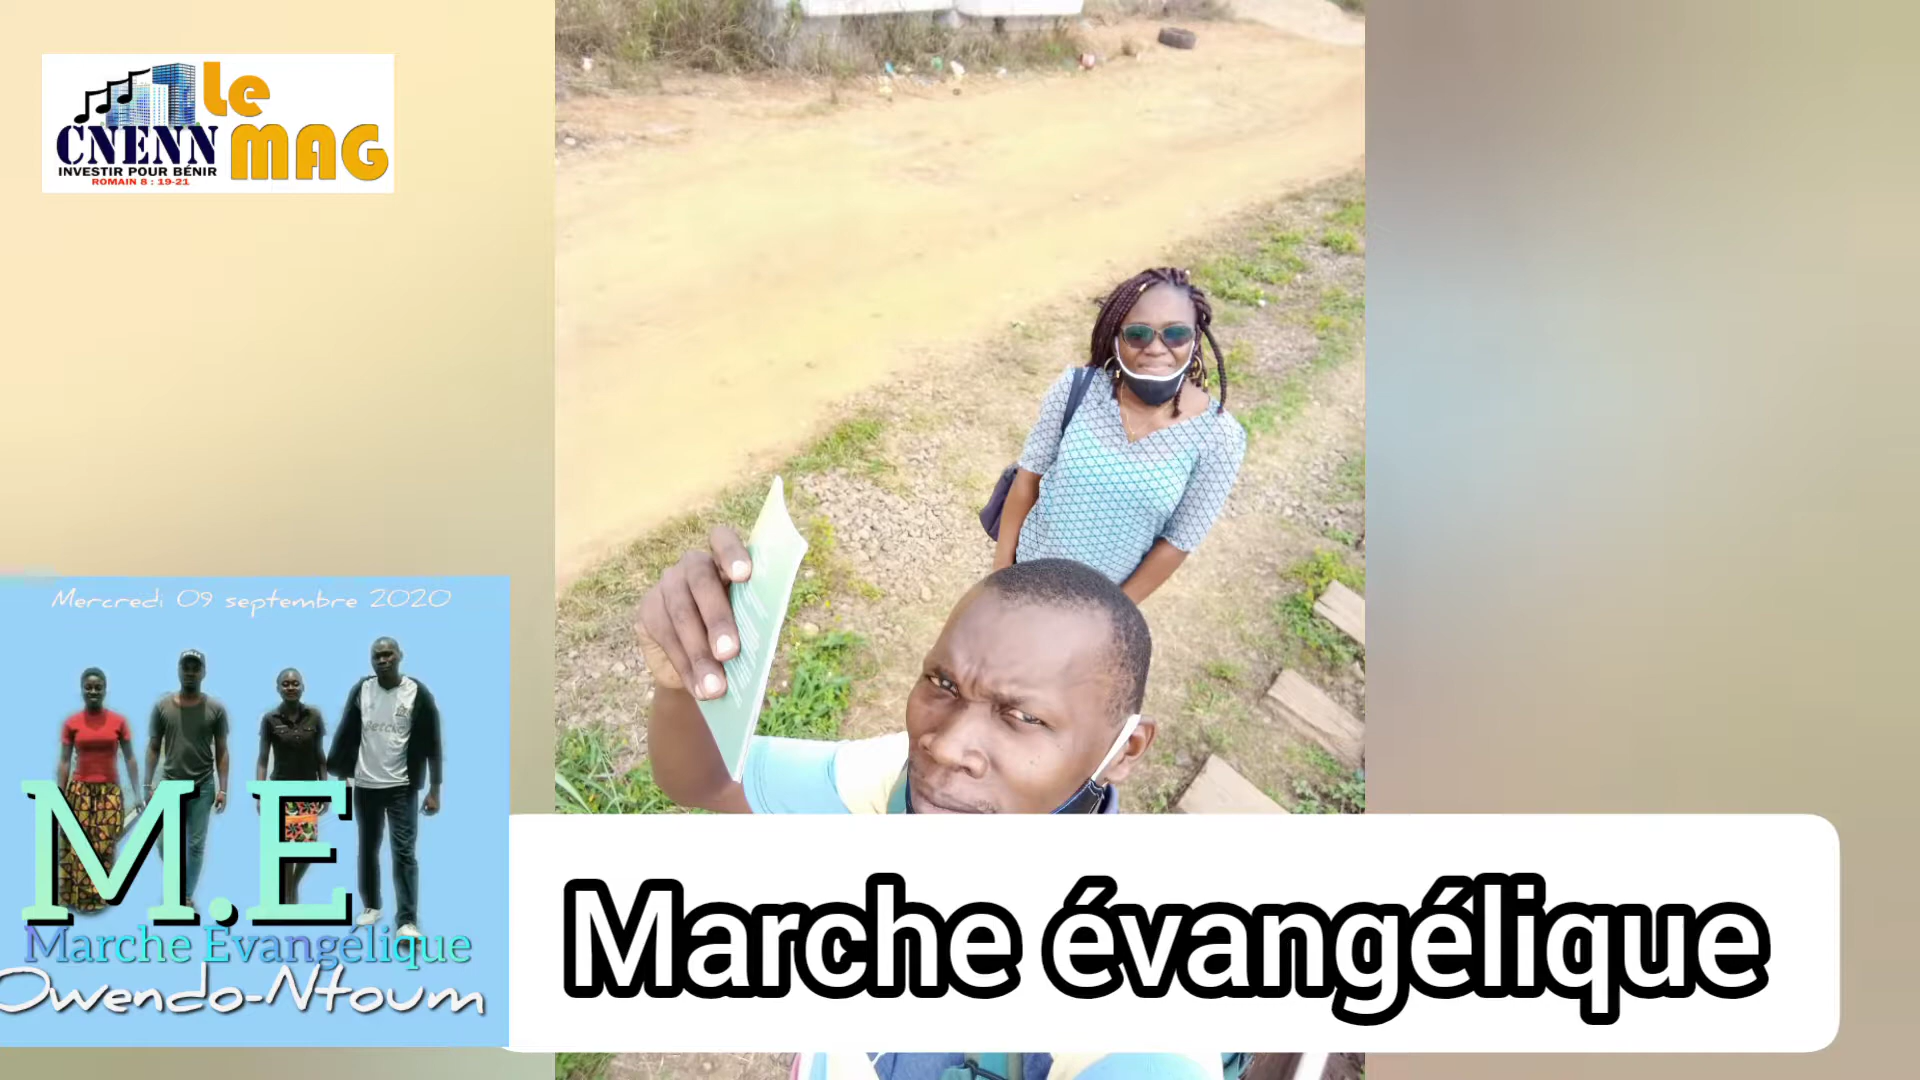 Le
CNENN MAG
INVESTIR POUR BÉNIR
ROMAIN 8 : 19-21
Mercredi 09 septembre 2020
M.E
Marche Évangélique
Owendo-Ntoum
Marche évangélique